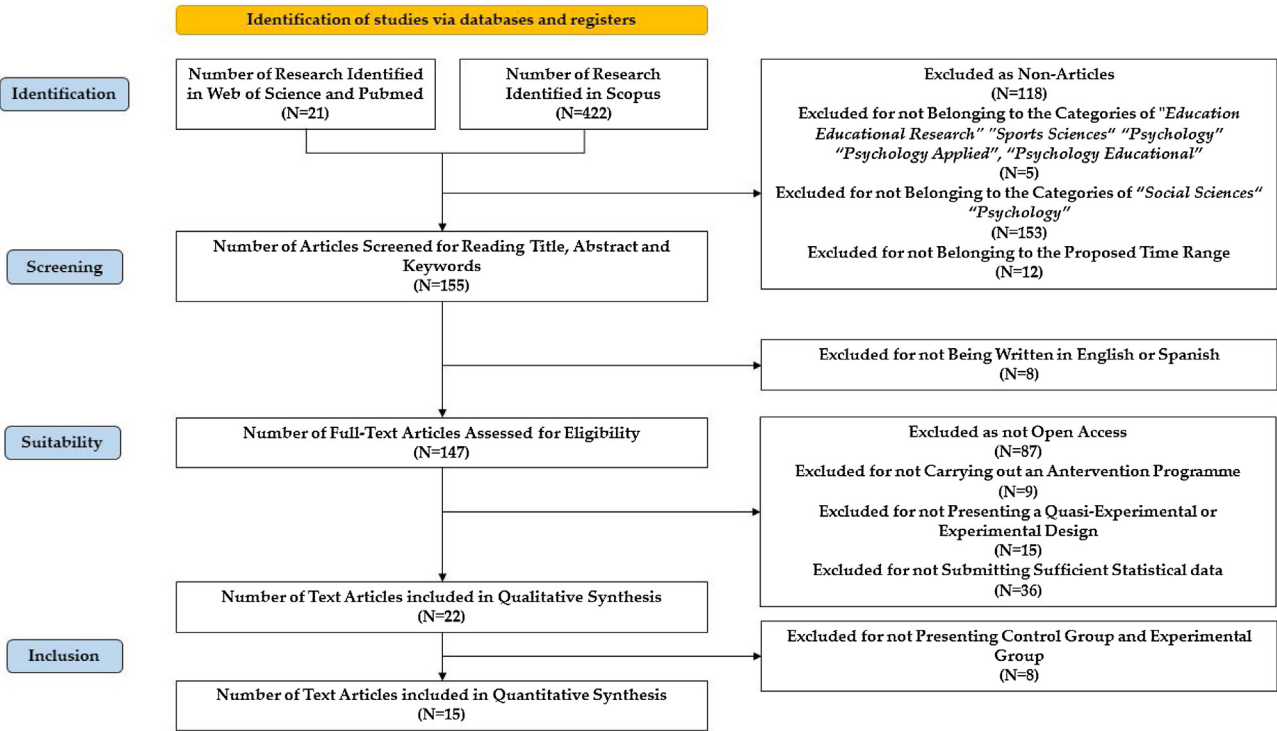 Identification of studies via databases and registers
Identification
Number of Research Identified
in Web of Science and Pubmed
(N=21)
Number of Research
Identified in Scopus
(N=422)
Excluded as Non-Articles
(N=118)
Excluded for not Belonging to the Categories of "Education
Educational Research" "Sports Sciences" "Psychology"
"Psychology Applied", "Psychology Educational"
(N=5)
Excluded for not Belonging to the Categories of "Social Sciences"
"Psychology"
(N=153)
Excluded for not Belonging to the Proposed Time Range
(N=12)
Screening
Number of Articles Screened for Reading Title, Abstract and
Keywords
(N=155)
Excluded for not Being Written in English or Spanish
(N=8)
Suitability
Number of Full-Text Articles Assessed for Eligibility
(N=147)
Excluded as not Open Access
(N=87)
Excluded for not Carrying out an Antervention Programme
(N=9)
Excluded for not Presenting a Quasi-Experimental or
Experimental Design
(N=15)
Excluded for not Submitting Sufficient Statistical data
(N=36)
Number of Text Articles included in Qualitative Synthesis
(N=22)
Inclusion
Excluded for not Presenting Control Group and Experimental
Group
(N=8)
Number of Text Articles included in Quantitative Synthesis
(N=15)